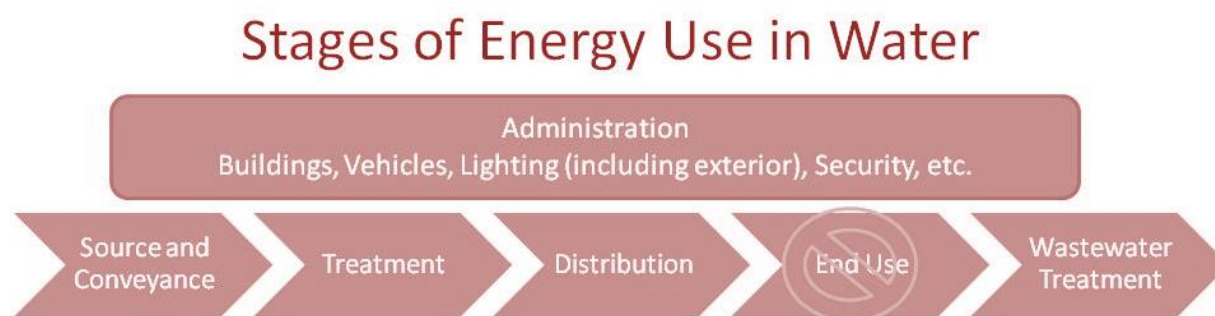 Stages of Energy Use in Water
Administration
Buildings, Vehicles, Lighting (including exterior), Security, etc.
Source and
Conveyance
Treatment
Distribution
End Use
Wastewater
Treatment